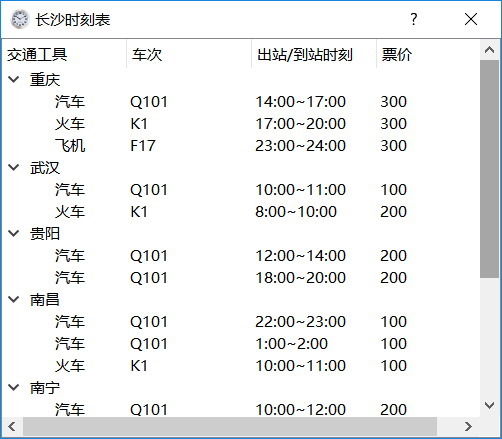 长沙时刻表 ?
交通工具 车次 出站/到站时刻 票价
重庆
汽车 Q101 14:00~17:00 300
火车 K1 17:00~20:00 300
飞机 F17 23:00~24:00 300
武汉
汽车 Q101 10:00~11:00 100
火车 K1 8:00~10:00 200
贵阳
汽车 Q101 12:00~14:00 200
汽车 Q101 18:00~20:00 200
南昌
汽车 Q101 22:00~23:00 100
汽车 Q101 1:00~2:00 100
火车 K1 10:00~11:00 100
南宁
汽车 Q101 10:00~12:00 200